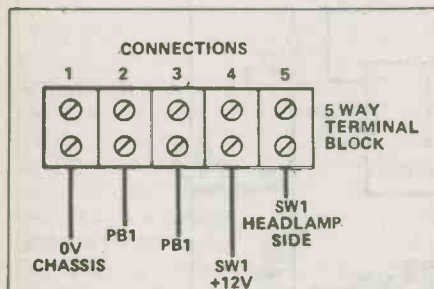 CONNECTIONS
1 2 3 4 5
5 WAY
TERMINAL
BLOCK
0V
CHASSIS
PB1
PB1
SW1
+12V
SW1
HEADLAMP
SIDE